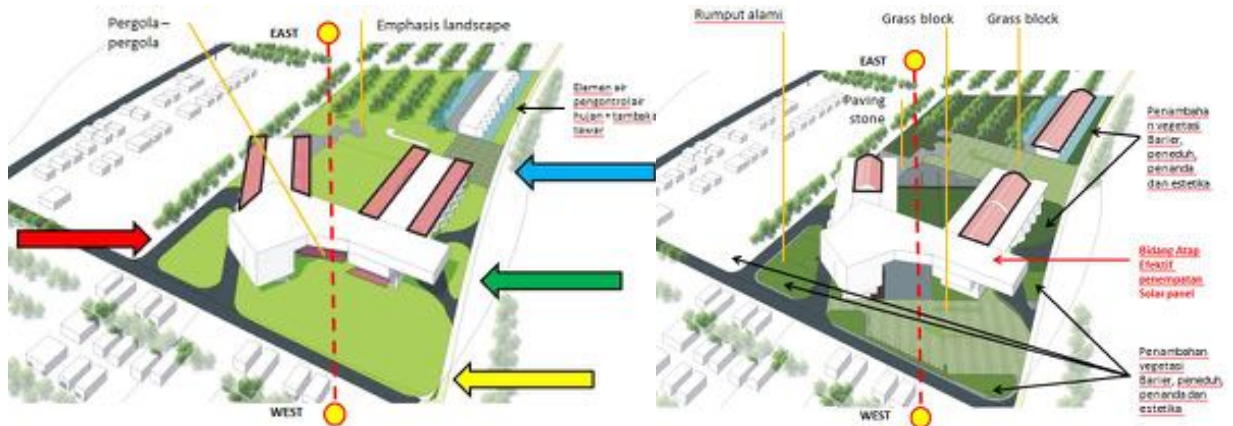 Pergola –
pergola
EAST
Emphasis landscape
Elemen air
pengontrol air
hujan + tambak a
tawar
WEST
Rumput alami
Grass block
Grass block
EAST
Paving
stone
Penambaha
n vegetasi
Barier,
peneduh,
penanda
dan estetika
Bidang Atap
Efektif
penempatan
Solar panel
Penambahan
vegetasi
Barier, peneduh,
penanda dan
estetika
WEST